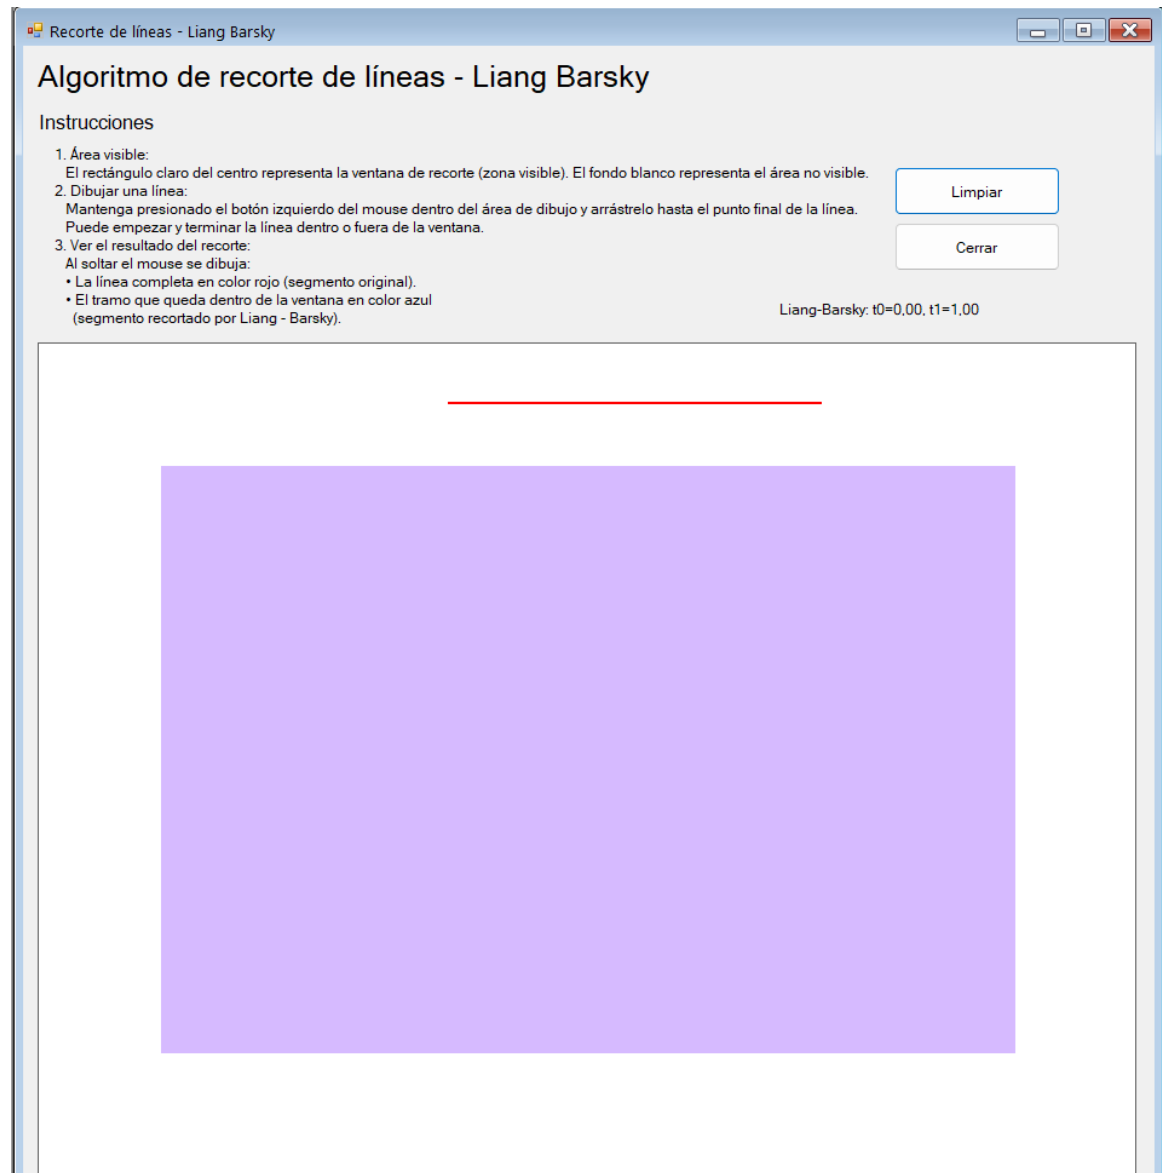 Recorte de líneas - Liang Barsky
Algoritmo de recorte de líneas - Liang Barsky
Instrucciones
1. Área visible:
El rectángulo claro del centro representa la ventana de recorte (zona visible). El fondo blanco representa el área no visible.
2. Dibujar una línea:
Mantenga presionado el botón izquierdo del mouse dentro del área de dibujo y arrástrelo hasta el punto final de la línea.
Puede empezar y terminar la línea dentro o fuera de la ventana.
3. Ver el resultado del recorte:
Al soltar el mouse se dibuja:
• La línea completa en color rojo (segmento original).
• El tramo que queda dentro de la ventana en color azul
(segmento recortado por Liang - Barsky).
Limpiar
Cerrar
Liang-Barsky: t0=0,00, t1=1,00